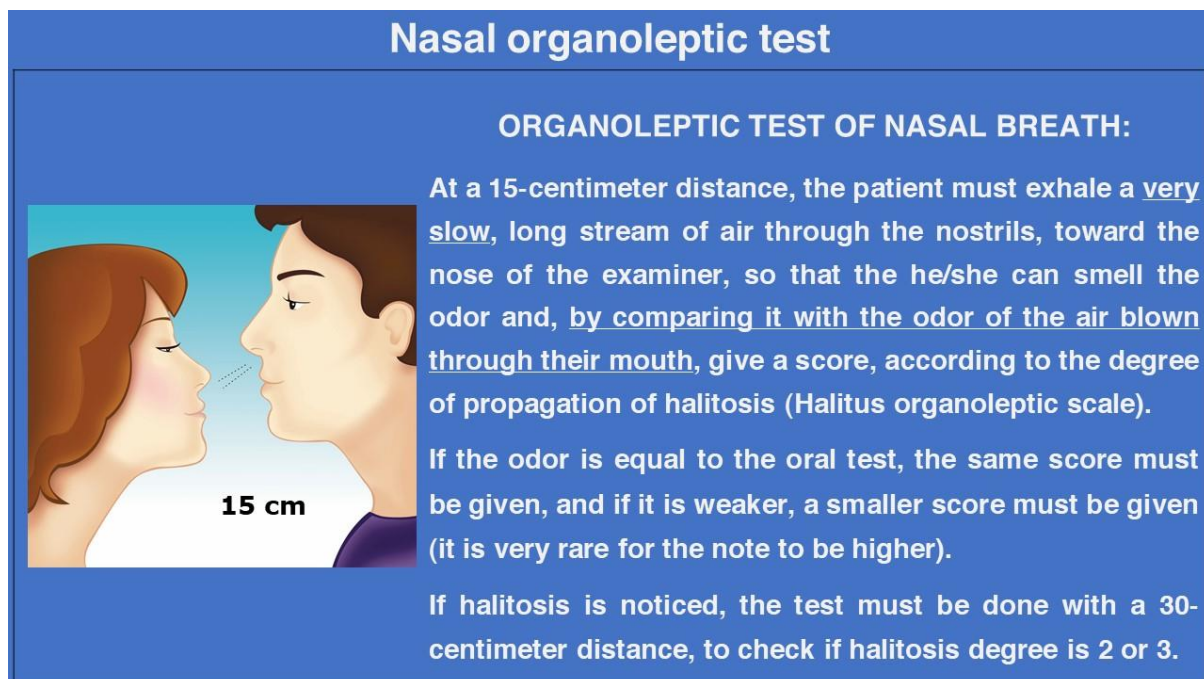 Nasal organoleptic test
ORGANOLEPTIC TEST OF NASAL BREATH:
At a 15-centimeter distance, the patient must exhale a very
slow, long stream of air through the nostrils, toward the
nose of the examiner, so that the he/she can smell the
odor and, by comparing it with the odor of the air blown
through their mouth, give a score, according to the degree
of propagation of halitosis (Halitus organoleptic scale).
If the odor is equal to the oral test, the same score must
be given, and if it is weaker, a smaller score must be given
(it is very rare for the note to be higher).
If halitosis is noticed, the test must be done with a 30-
centimeter distance, to check if halitosis degree is 2 or 3.
15 cm